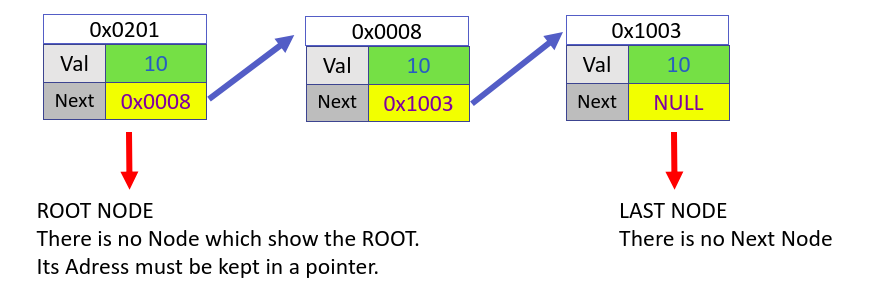 0x0201
Val 10
Next 0x0008
0x0008
Val 10
Next 0x1003
0x1003
Val 10
Next NULL
ROOT NODE
There is no Node which show the ROOT.
Its Adress must be kept in a pointer.
LAST NODE
There is no Next Node